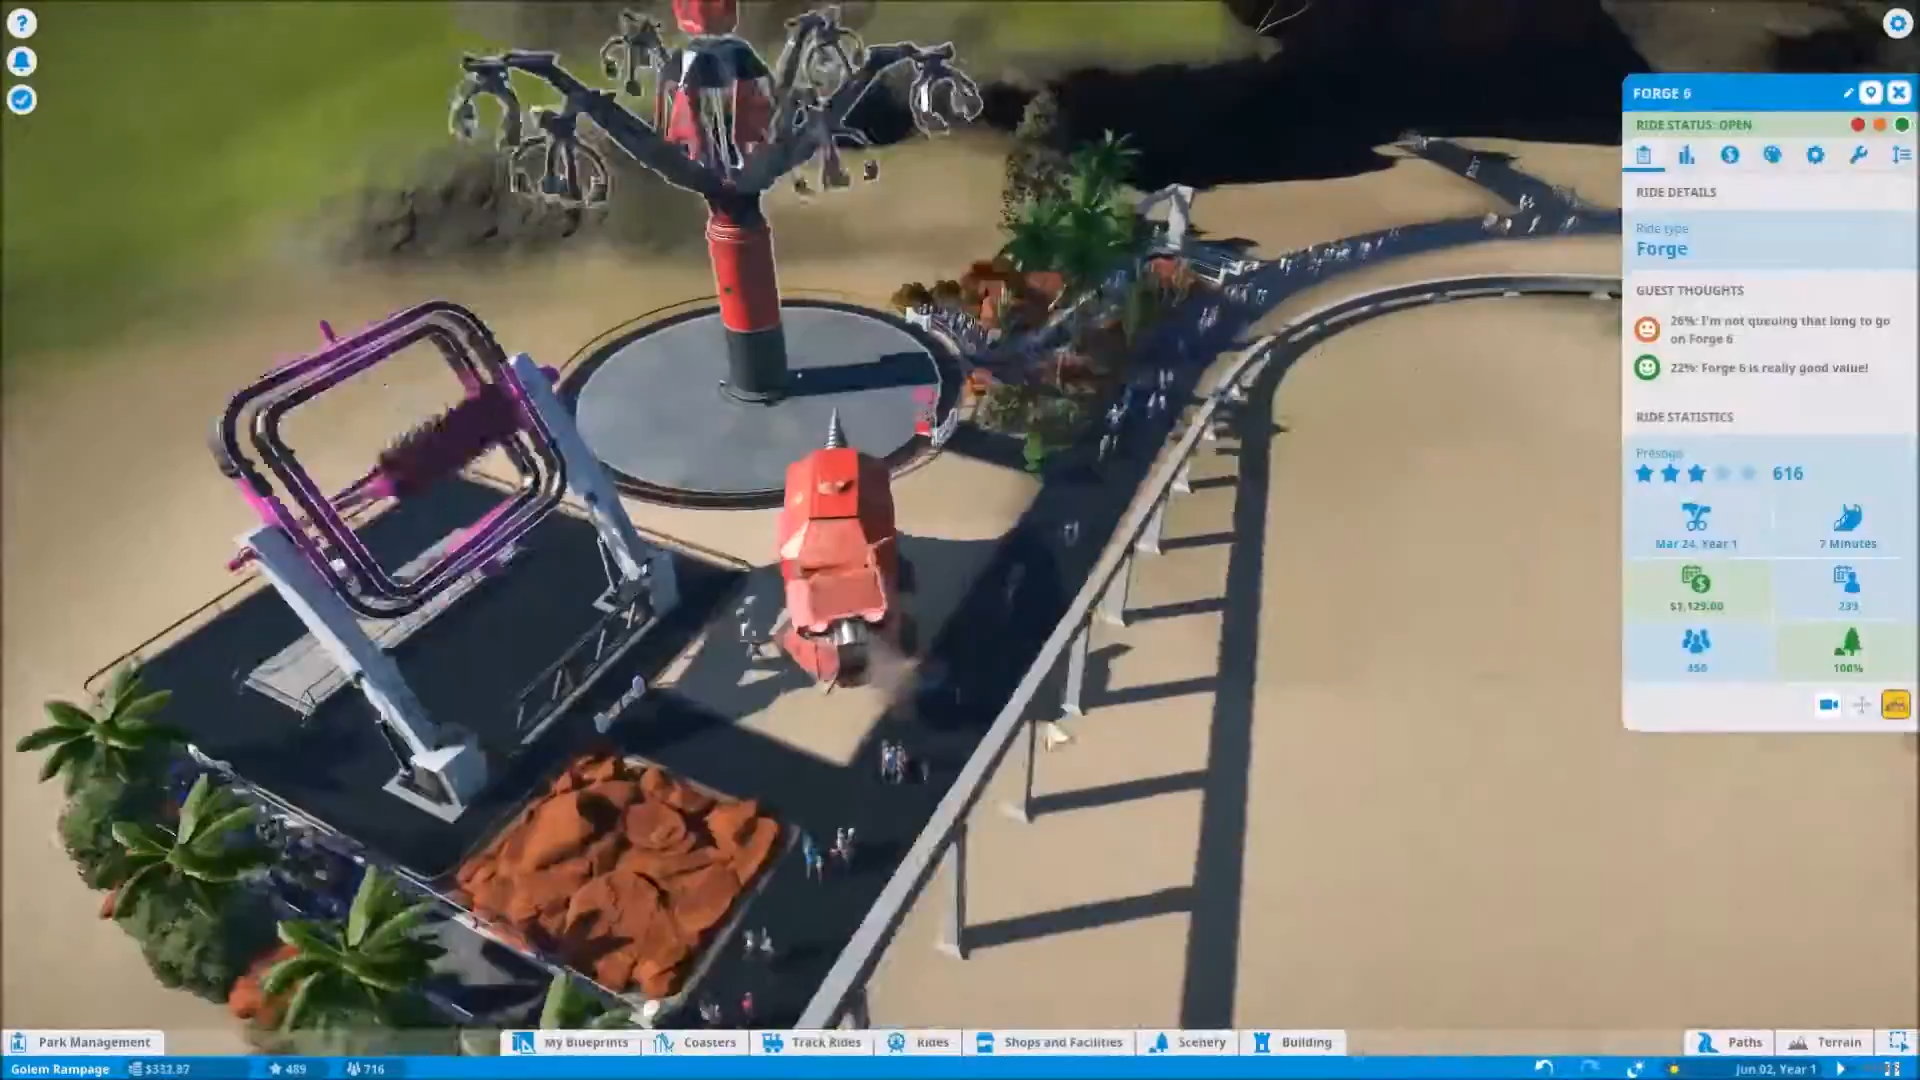 FORGE 6
RIDE STATUS: OPEN
RIDE DETAILS
Ride type
Forge
GUEST THOUGHTS
26%: I'm not queuing that long to go
on Forge 6
22%: Forge 6 is really good value!
RIDE STATISTICS
Prestige
616
Mar 24, Year 1
7 Minutes
$1,129.00
239
450
100%
Park Management
My Blueprints
Coasters
Track Rides
Rides
Shops and Facilities
Scenery
Building
Paths
Terrain
Golem Rampage
$332.87
489
716
Jun 02, Year 1